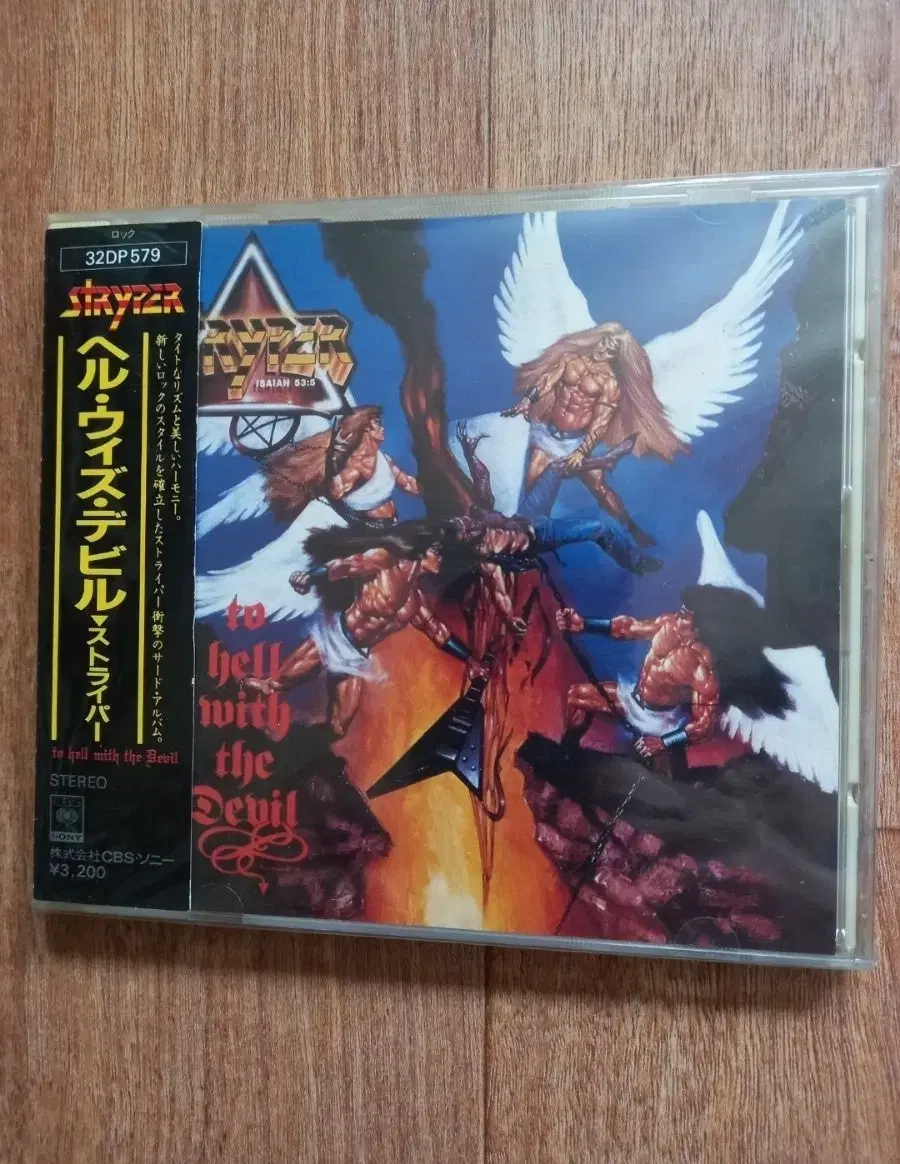 ロック
32DP579
STRYPER
タイトなリズムと美しいハーモニー。
新しいロックのスタイルを確立したストライパー衝撃のサード・アルバム。
ヘル・ウィズ・デビル▼ストライパー
to hell with the Devil
STEREO
CBS
SONY
株式会社CBS・ソニー
¥3,200
RYPER
ISAIAH 53:5
to
hell
with
the
Devil